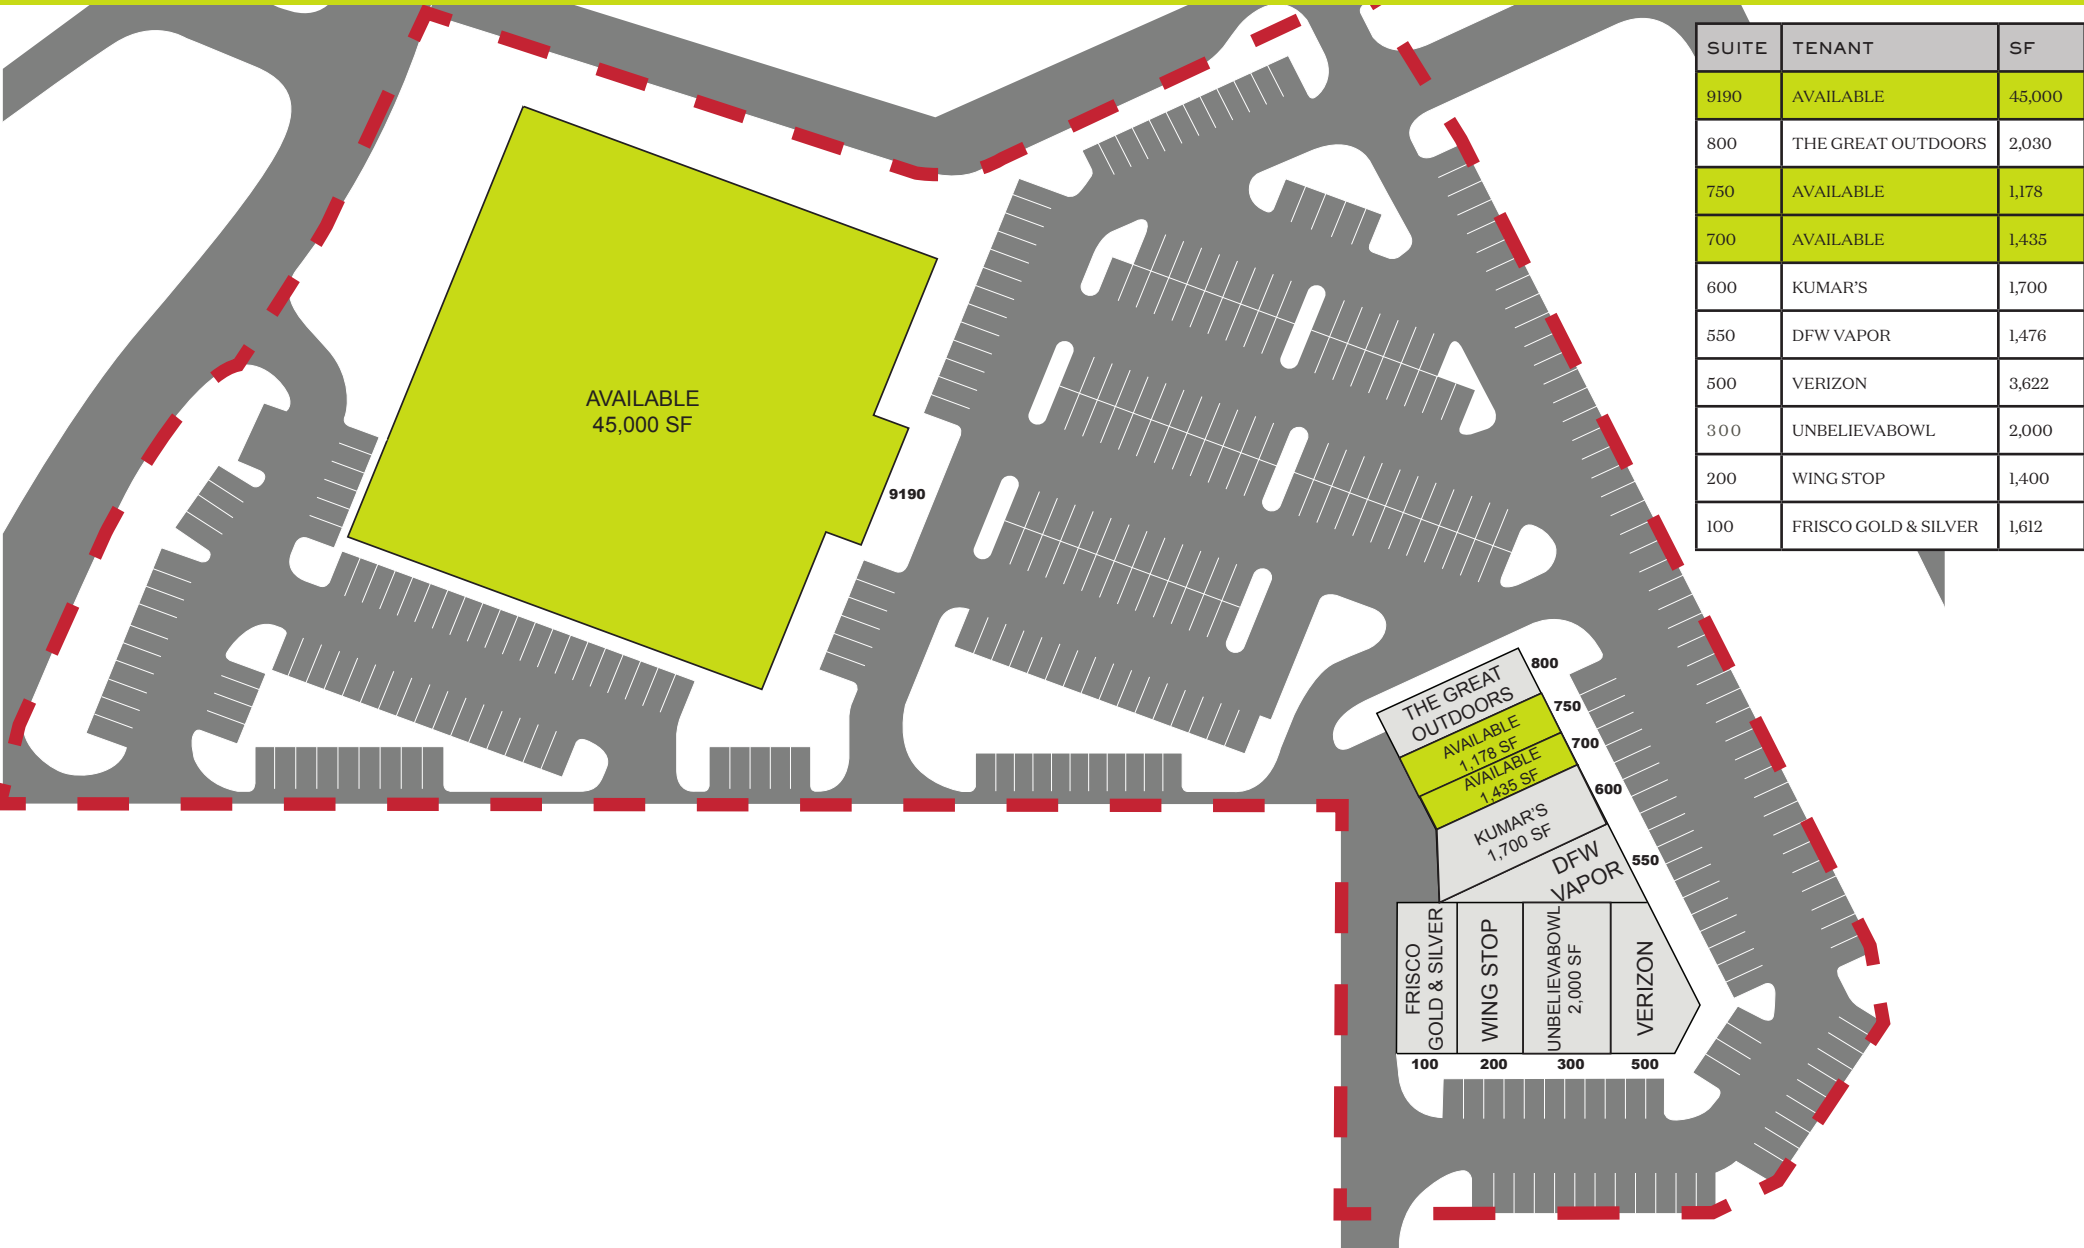 SUITE TENANT SF
9190 AVAILABLE 45,000
800 THE GREAT OUTDOORS 2,030
750 AVAILABLE 1,178
700 AVAILABLE 1,435
600 KUMAR'S 1,700
550 DFW VAPOR 1,476
500 VERIZON 3,622
300 UNBELIEVABOWL 2,000
200 WING STOP 1,400
100 FRISCO GOLD & SILVER 1,612
AVAILABLE
45,000 SF
9190
THE GREAT
OUTDOORS
800
AVAILABLE
1,178 SF
750
AVAILABLE
1,435 SF
700
KUMAR'S
1,700 SF
600
DFW
VAPOR
550
FRISCO
GOLD & SILVER
WING STOP
UNBELIEVABOWL
2,000 SF
VERIZON
100
200
300
500